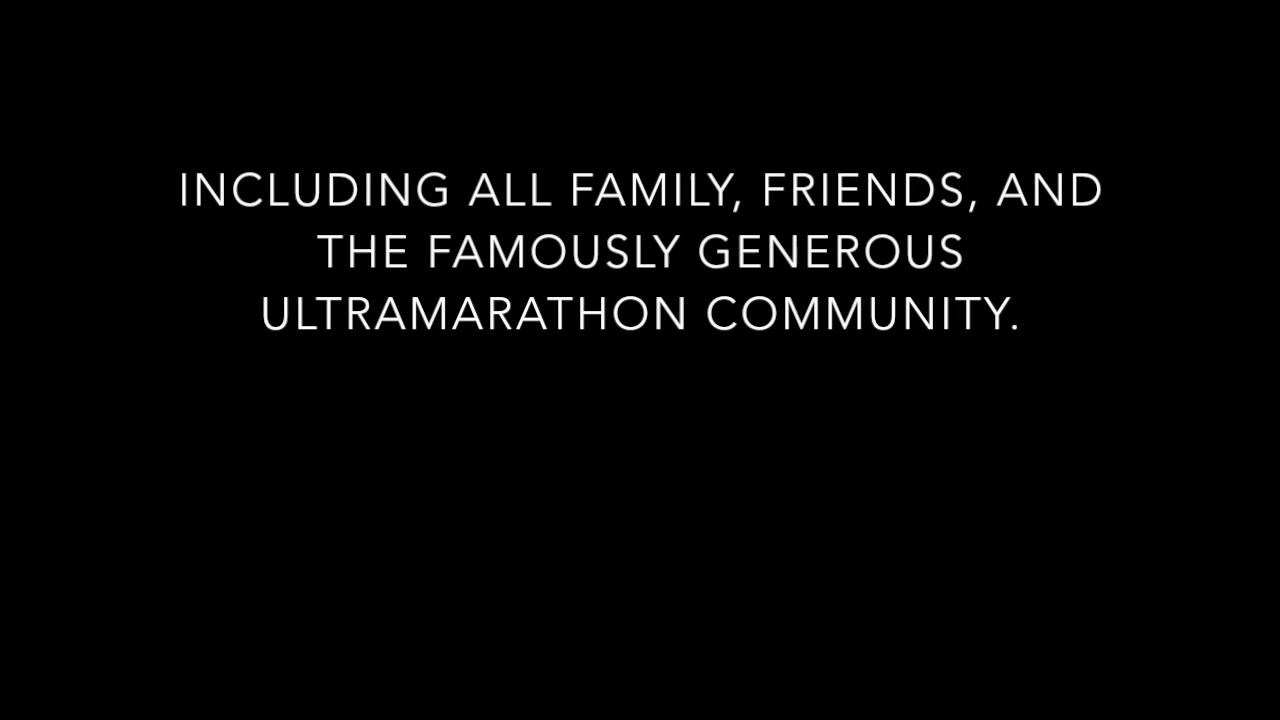 INCLUDING ALL FAMILY, FRIENDS, AND
THE FAMOUSLY GENEROUS
ULTRAMARATHON COMMUNITY.